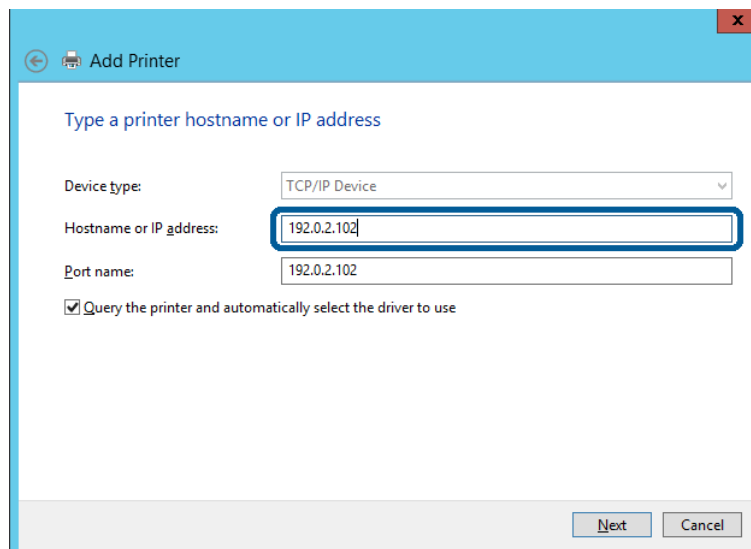 x
Add Printer
Type a printer hostname or IP address
Device type: TCP/IP Device
Hostname or IP address: 192.0.2.102
Port name: 192.0.2.102
Query the printer and automatically select the driver to use
Next Cancel